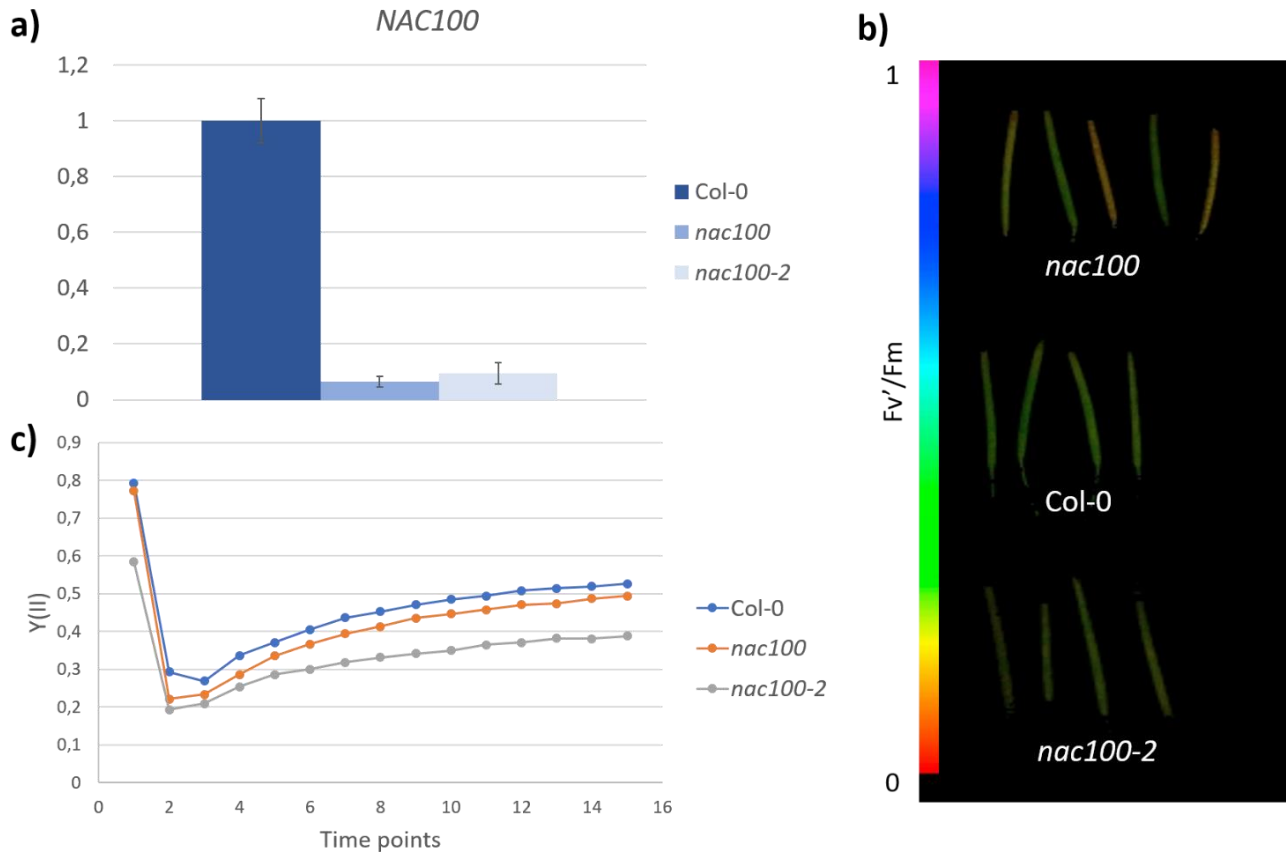 a)
NAC100
1,2
1
0,8
0,6
0,4
0,2
0
Col-0
nac100
nac100-2
b)
1
Fv'/Fm
0
nac100
Col-0
nac100-2
c)
0,9
0,8
0,7
0,6
0,5
0,4
0,3
0,2
0,1
0
Y(II)
0 2 4 6 8 10 12 14 16
Time points
Col-0
nac100
nac100-2